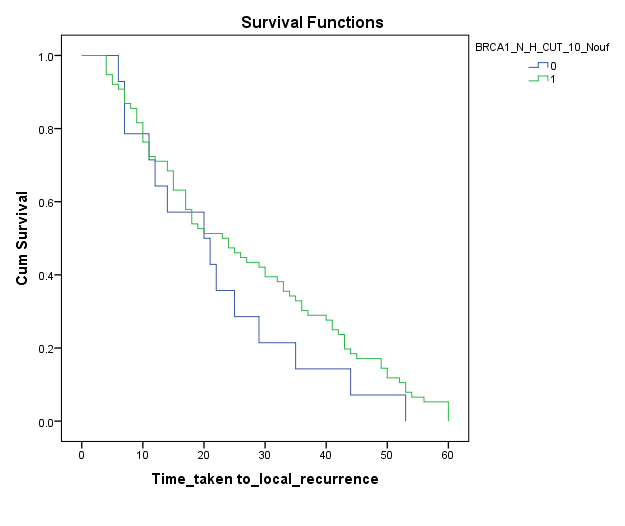 Survival Functions
BRCA1_N_H_CUT_10_Nouf
0
1
1.0
0.8
0.6
0.4
0.2
0.0
Cum Survival
0 10 20 30 40 50 60
Time_taken to_local_recurrence